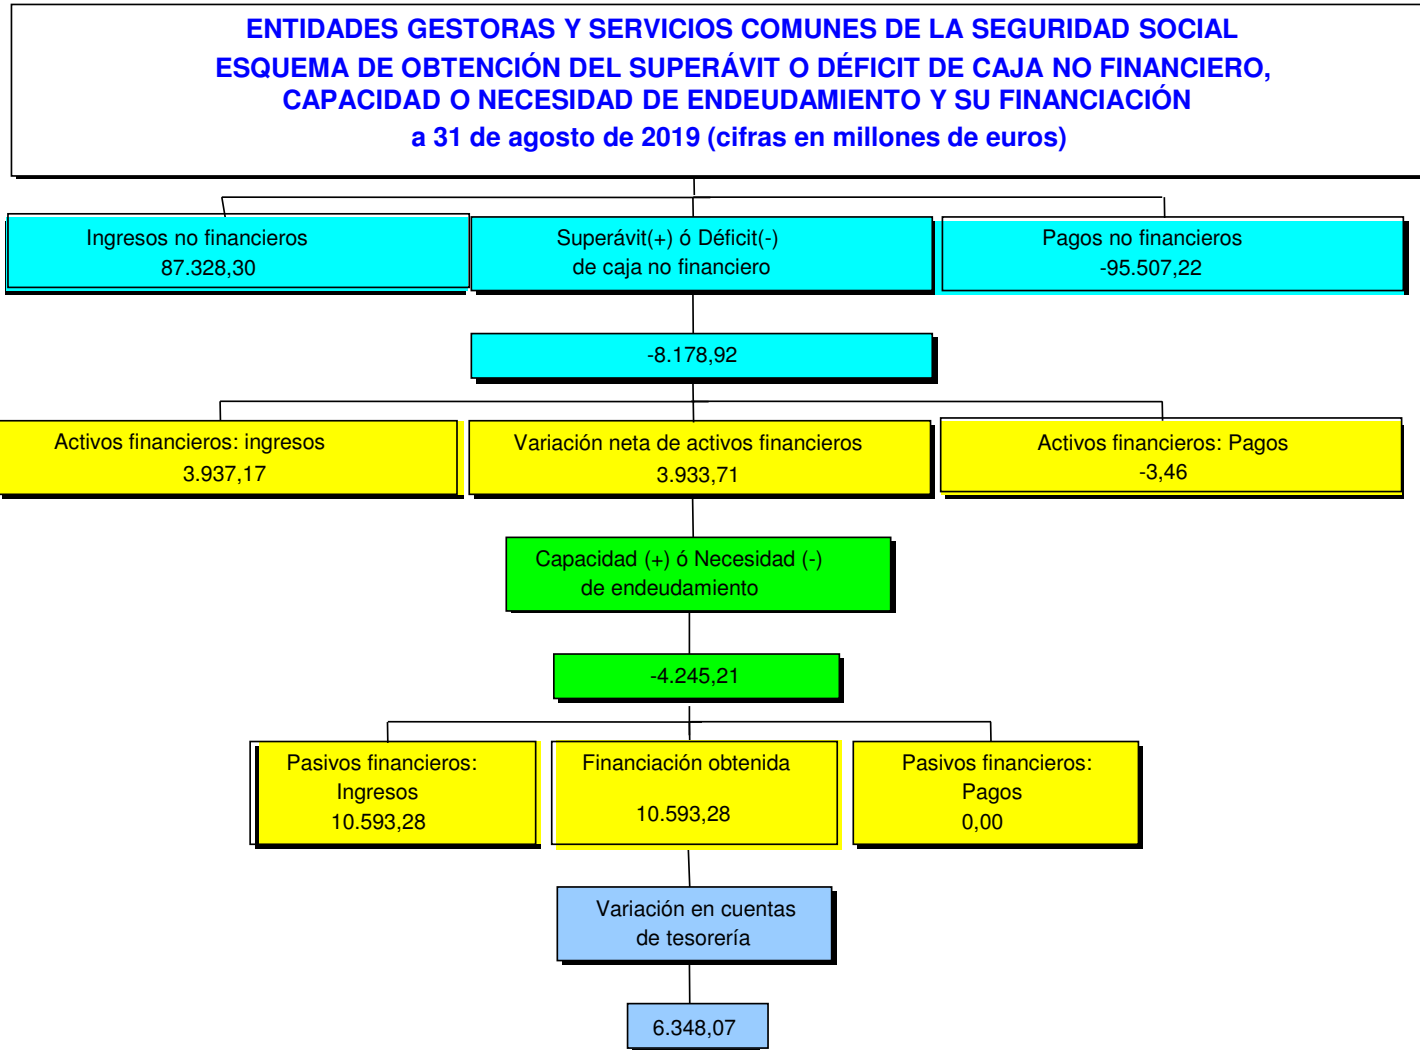 ENTIDADES GESTORAS Y SERVICIOS COMUNES DE LA SEGURIDAD SOCIAL
ESQUEMA DE OBTENCIÓN DEL SUPERÁVIT O DÉFICIT DE CAJA NO FINANCIERO,
CAPACIDAD O NECESIDAD DE ENDEUDAMIENTO Y SU FINANCIACIÓN
a 31 de agosto de 2019 (cifras en millones de euros)
Ingresos no financieros
87.328,30
Superávit(+) ó Déficit(-)
de caja no financiero
Pagos no financieros
-95.507,22
-8.178,92
Activos financieros: ingresos
3.937,17
Variación neta de activos financieros
3.933,71
Activos financieros: Pagos
-3,46
Capacidad (+) ó Necesidad (-)
de endeudamiento
-4.245,21
Pasivos financieros:
Ingresos
10.593,28
Financiación obtenida
10.593,28
Pasivos financieros:
Pagos
0,00
Variación en cuentas
de tesorería
6.348,07